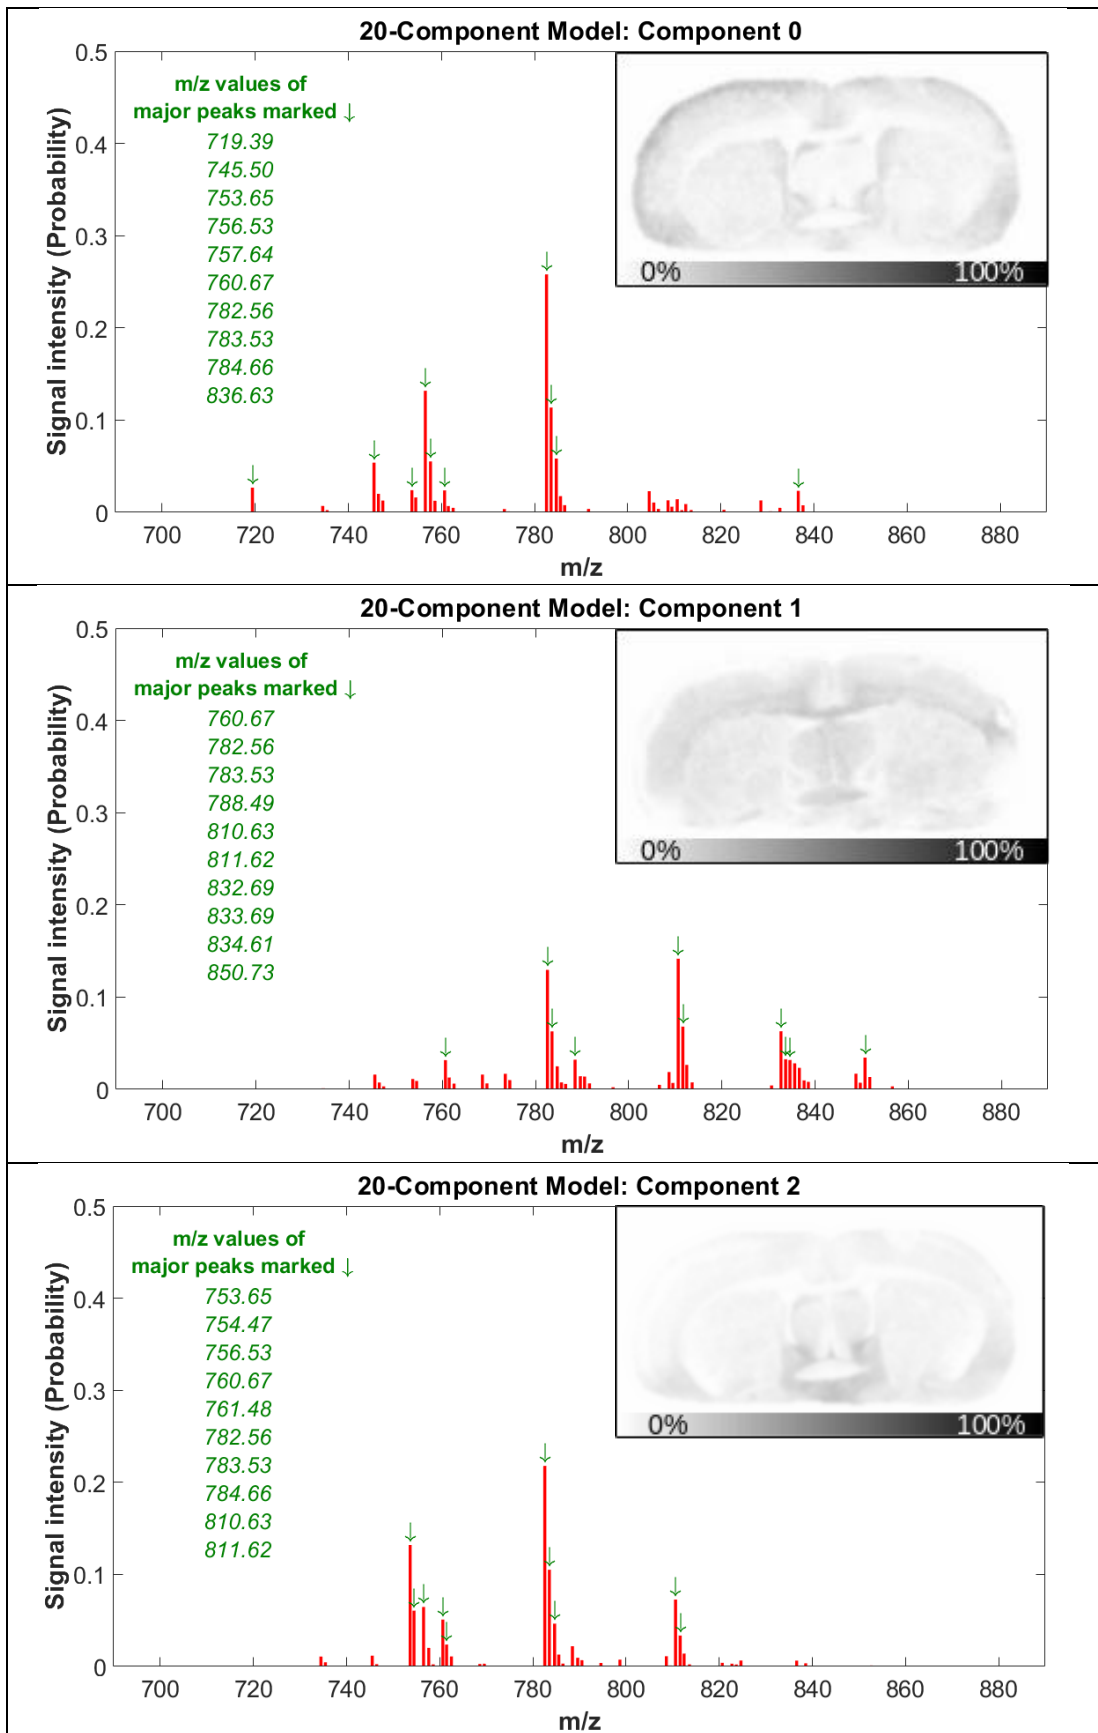 20-Component Model: Component 0
0.5
0.4
0.3
0.2
0.1
0
Signal intensity (Probability)
m/z values of
major peaks marked ↓
719.39
745.50
753.65
756.53
757.64
760.67
782.56
783.53
784.66
836.63
0% 100%
700 720 740 760 780 800 820 840 860 880
m/z
20-Component Model: Component 1
0.5
0.4
0.3
0.2
0.1
0
Signal intensity (Probability)
m/z values of
major peaks marked ↓
760.67
782.56
783.53
788.49
810.63
811.62
832.69
833.69
834.61
850.73
0% 100%
700 720 740 760 780 800 820 840 860 880
m/z
20-Component Model: Component 2
0.5
0.4
0.3
0.2
0.1
0
Signal intensity (Probability)
m/z values of
major peaks marked ↓
753.65
754.47
756.53
760.67
761.48
782.56
783.53
784.66
810.63
811.62
0% 100%
700 720 740 760 780 800 820 840 860 880
m/z